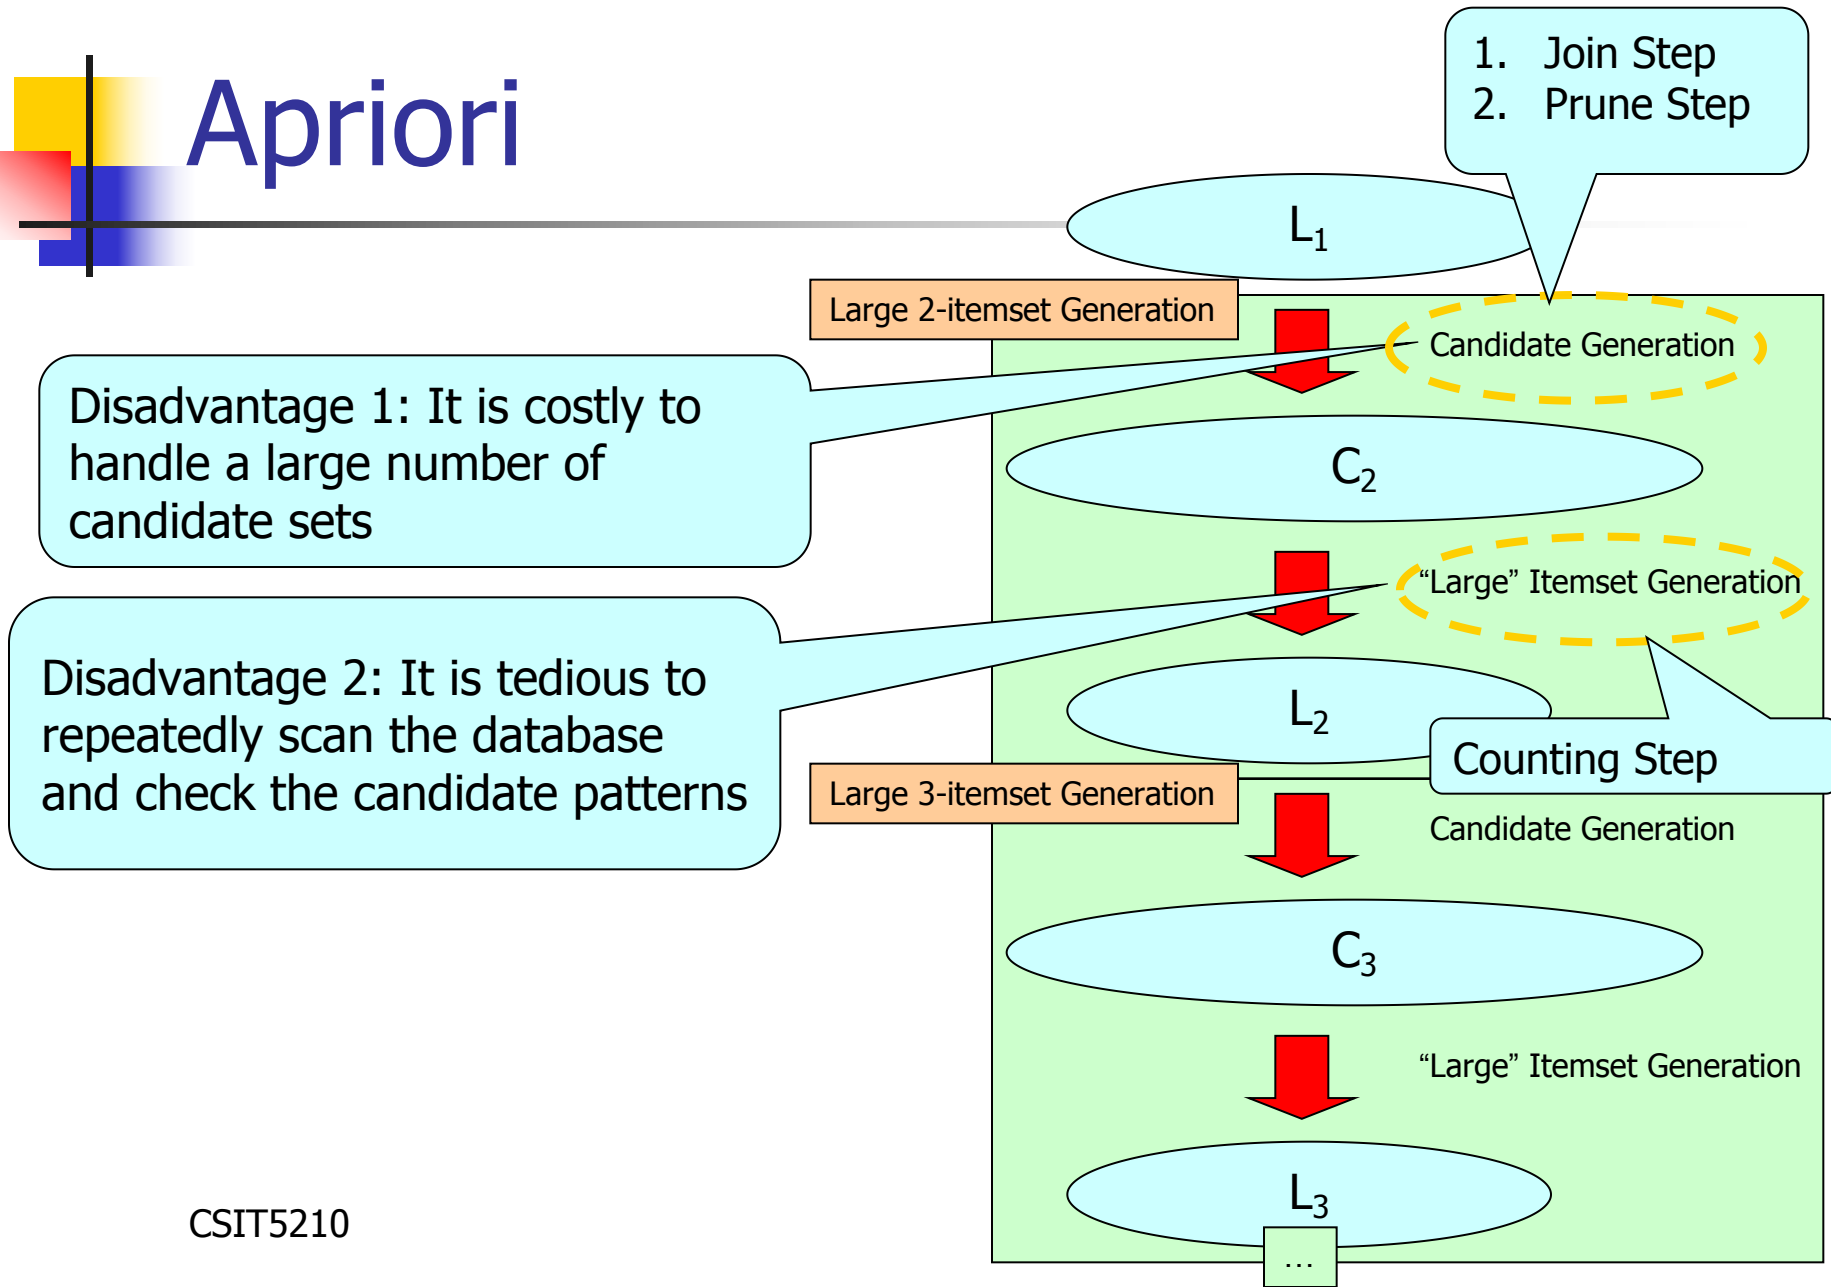 Apriori
1. Join Step
2. Prune Step
L1
Large 2-itemset Generation
Candidate Generation
Disadvantage 1: It is costly to
handle a large number of
candidate sets
C2
“Large” Itemset Generation
Disadvantage 2: It is tedious to
repeatedly scan the database
and check the candidate patterns
L2
Counting Step
Large 3-itemset Generation
Candidate Generation
C3
“Large” Itemset Generation
L3
…
CSIT5210